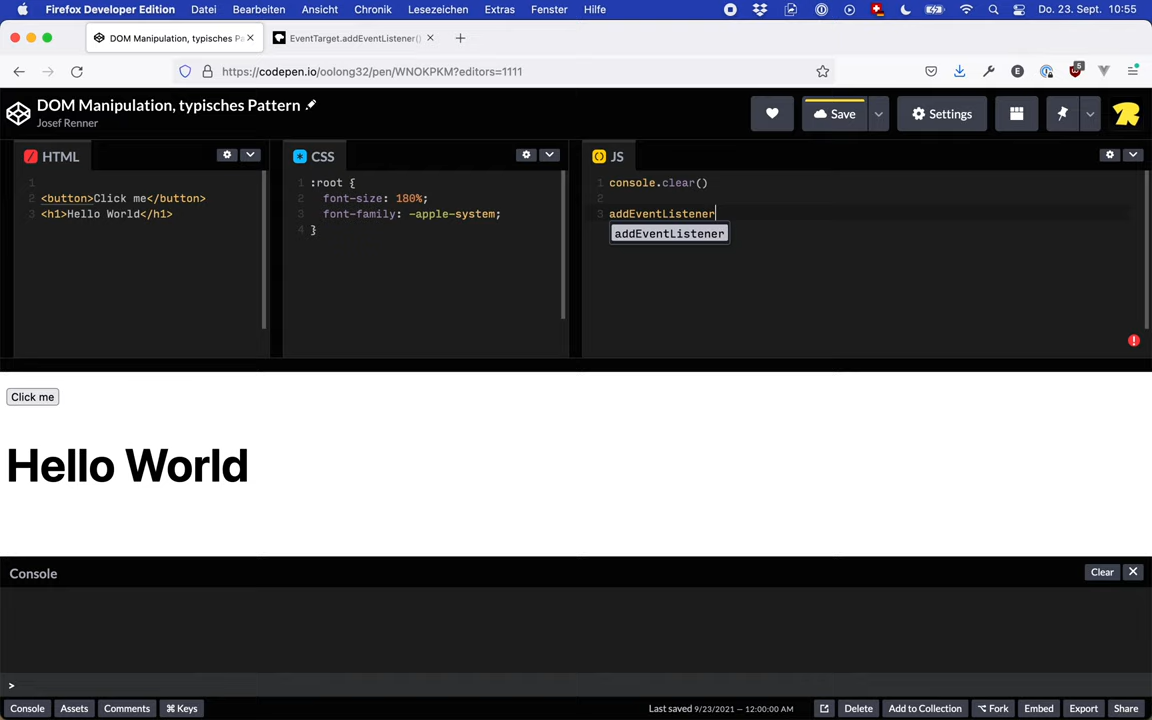 Firefox Developer Edition Datei Bearbeiten Ansicht Chronik Lesezeichen Extras Fenster Hilfe Do. 23. Sept. 10:55
DOM Manipulation, typisches Pa EventTarget.addEventListener()
https://codepen.io/oolong32/pen/WNOKPKM?editors=1111 5
DOM Manipulation, typisches Pattern
Josef Renner
Save Settings
HTML
1
2 <button>Click me</button>
3 <h1>Hello World</h1>
CSS
1 :root {
2 font-size: 180%;
3 font-family: -apple-system;
4 }
JS
1 console.clear()
2
3 addEventListener
addEventListener
Click me
Hello World
Console
Clear
>
Console Assets Comments ⌘ Keys Last saved 9/23/2021 — 12:00:00 AM Delete Add to Collection ⌥ Fork Embed Export Share